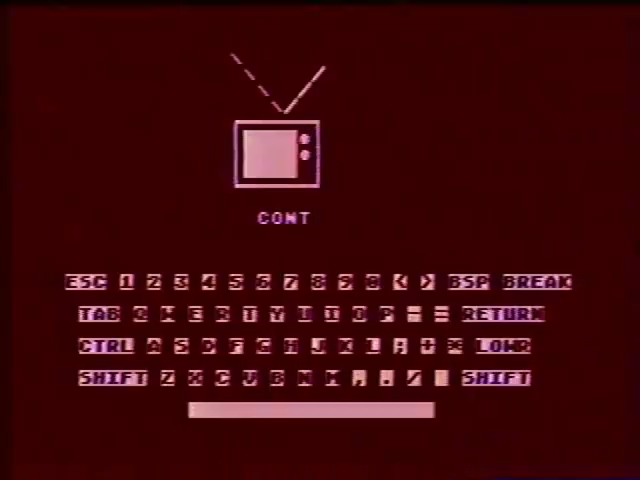 CONT
ESC 1 2 3 4 5 6 7 8 9 0 < > BSP BREAK
TAB Q W E R T Y U I O P - = RETURN
CTRL A S D F G H J K L ; + * LOWR
SHIFT Z X C V B N M , . / SHIFT